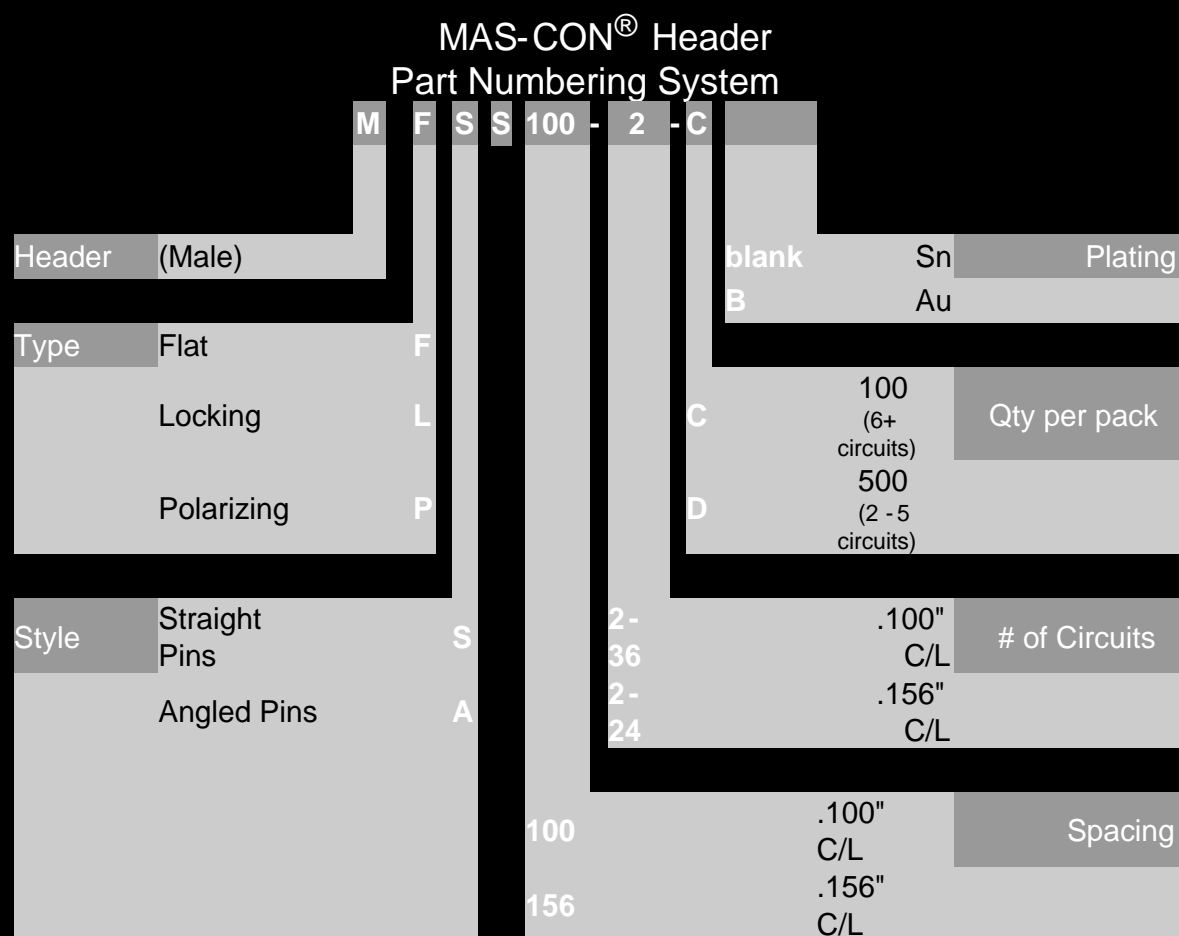 MAS-CON® Header
Part Numbering System
M F S S 100 - 2 - C
Header (Male)
blank Sn Plating
B Au
Type Flat F
Locking L
Polarizing P
C 100 Qty per pack
(6+
circuits)
D 500
(2 - 5
circuits)
Style Straight
Pins S
Angled Pins A
2- .100" # of Circuits
36 C/L
2- .156"
24 C/L
100 .100" Spacing
C/L
156 .156"
C/L